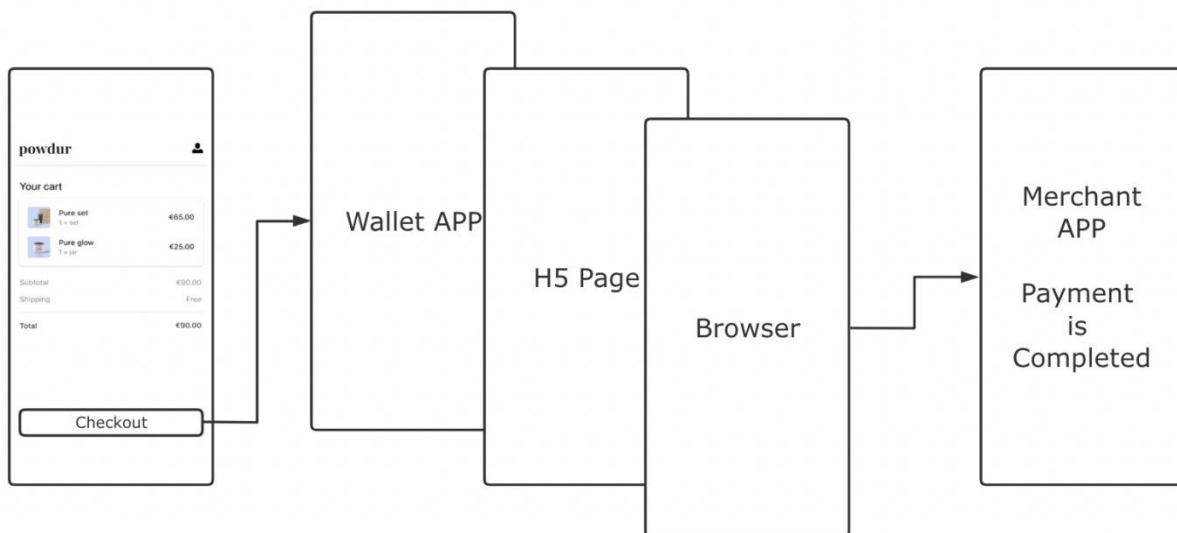 powdur
Your cart
Pure set
€65.00
1 × set
Pure glow
€25.00
1 × jar
Subtotal
€90.00
Shipping
Free
Total
€90.00
Checkout
Wallet APP
H5 Page
Browser
Merchant
APP
Payment
is
Completed